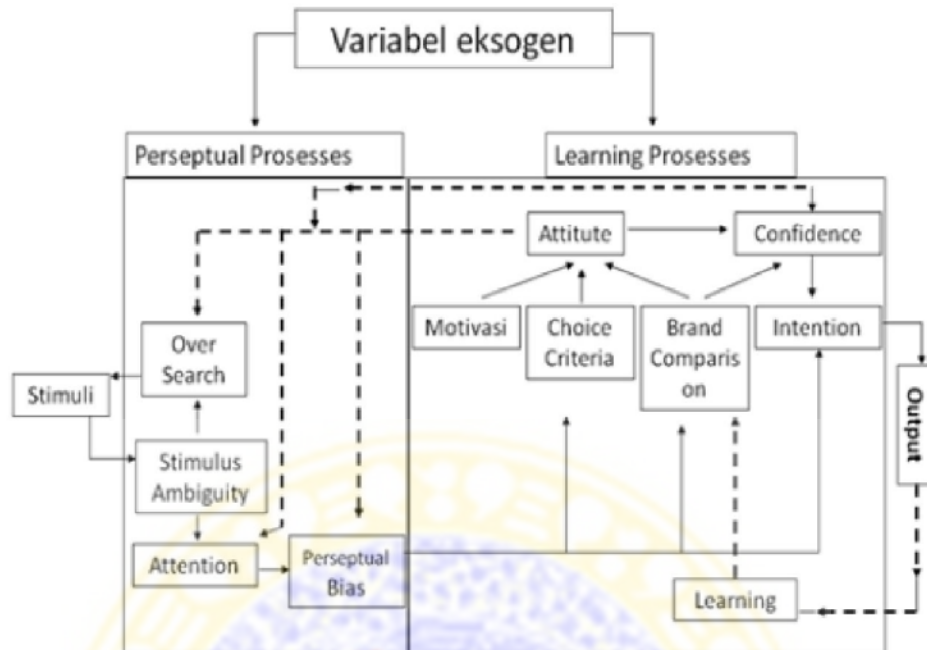 Variabel eksogen
Perseptual Prosesses
Learning Prosesses
Attitute
Confidence
Motivasi
Choice
Criteria
Brand
Comparis
on
Intention
Over
Search
Stimuli
Output
Stimulus
Ambiguity
Attention
Perseptual
Bias
Learning